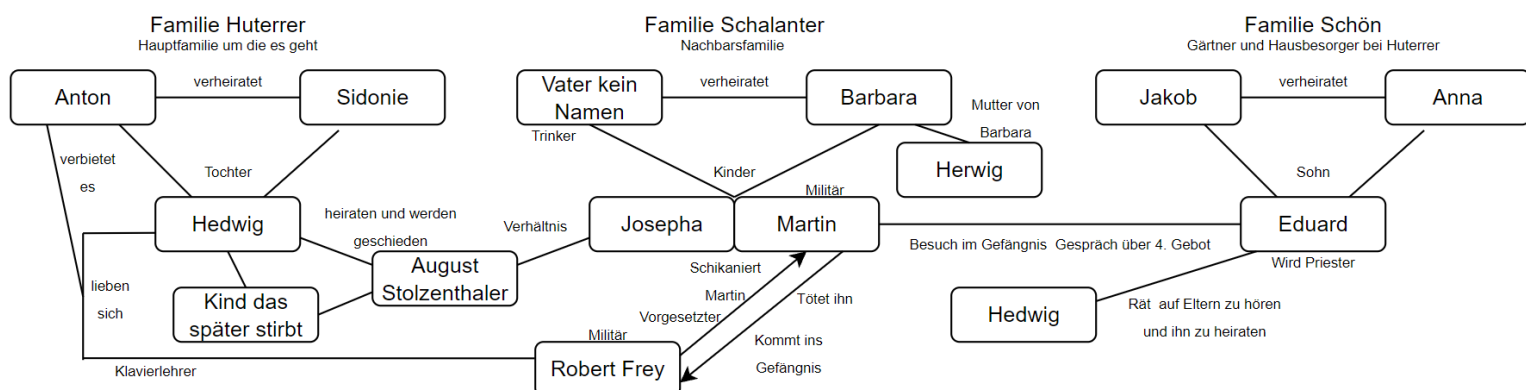 Familie Huterrer
Hauptfamilie um die es geht
Familie Schalanter
Nachbarsfamilie
Familie Schön
Gärtner und Hausbesorger bei Huterrer
Anton
verheiratet
Sidonie
Vater kein
Namen
verheiratet
Barbara
Jakob
verheiratet
Anna
Trinker
Mutter von
Barbara
Herwig
verbietet
es
Tochter
Kinder
Sohn
Militär
Hedwig
heiraten und werden
geschieden
Verhältnis
Josepha
Martin
Besuch im Gefängnis Gespräch über 4. Gebot
Eduard
Wird Priester
August
Stolzenthaler
lieben
sich
Kind das
später stirbt
Schikaniert
Martin
Vorgesetzter
Tötet ihn
Hedwig
Rät auf Eltern zu hören
und ihn zu heiraten
Militär
Kommt ins
Gefängnis
Klavierlehrer
Robert Frey